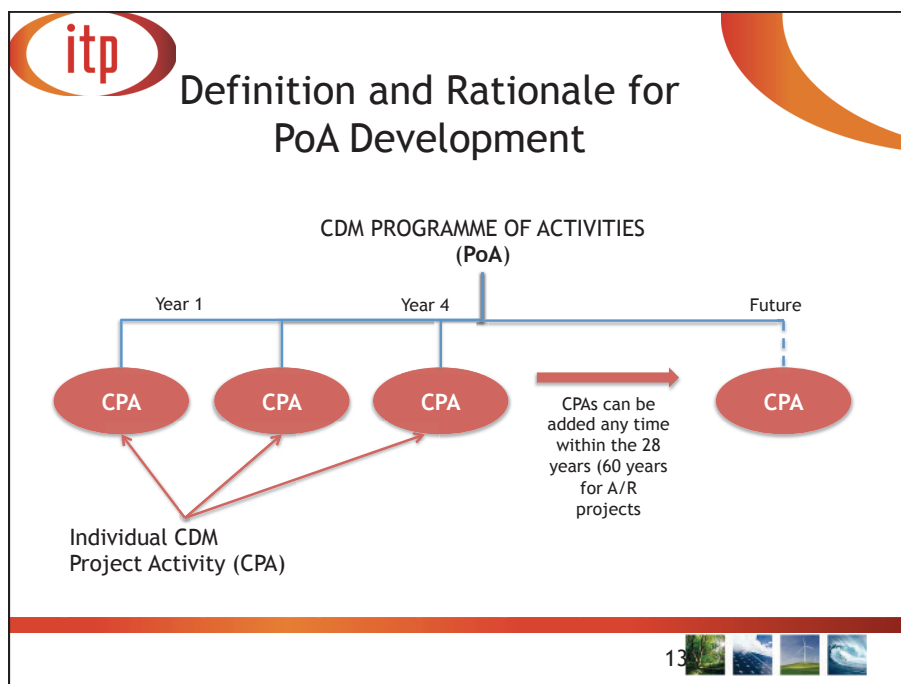 itp
Definition and Rationale for
PoA Development
CDM PROGRAMME OF ACTIVITIES
(PoA)
Year 1
Year 4
Future
CPA
CPA
CPA
CPA
CPAs can be
added any time
within the 28
years (60 years
for A/R
projects
Individual CDM
Project Activity (CPA)
13